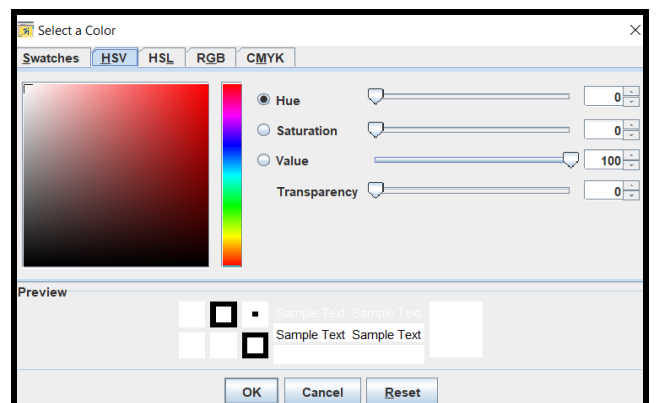 Select a Color
Swatches HSV HSL RGB CMYK
Hue 0
Saturation 0
Value 100
Transparency 0
Preview
Sample Text Sample Text
Sample Text Sample Text
OK Cancel Reset